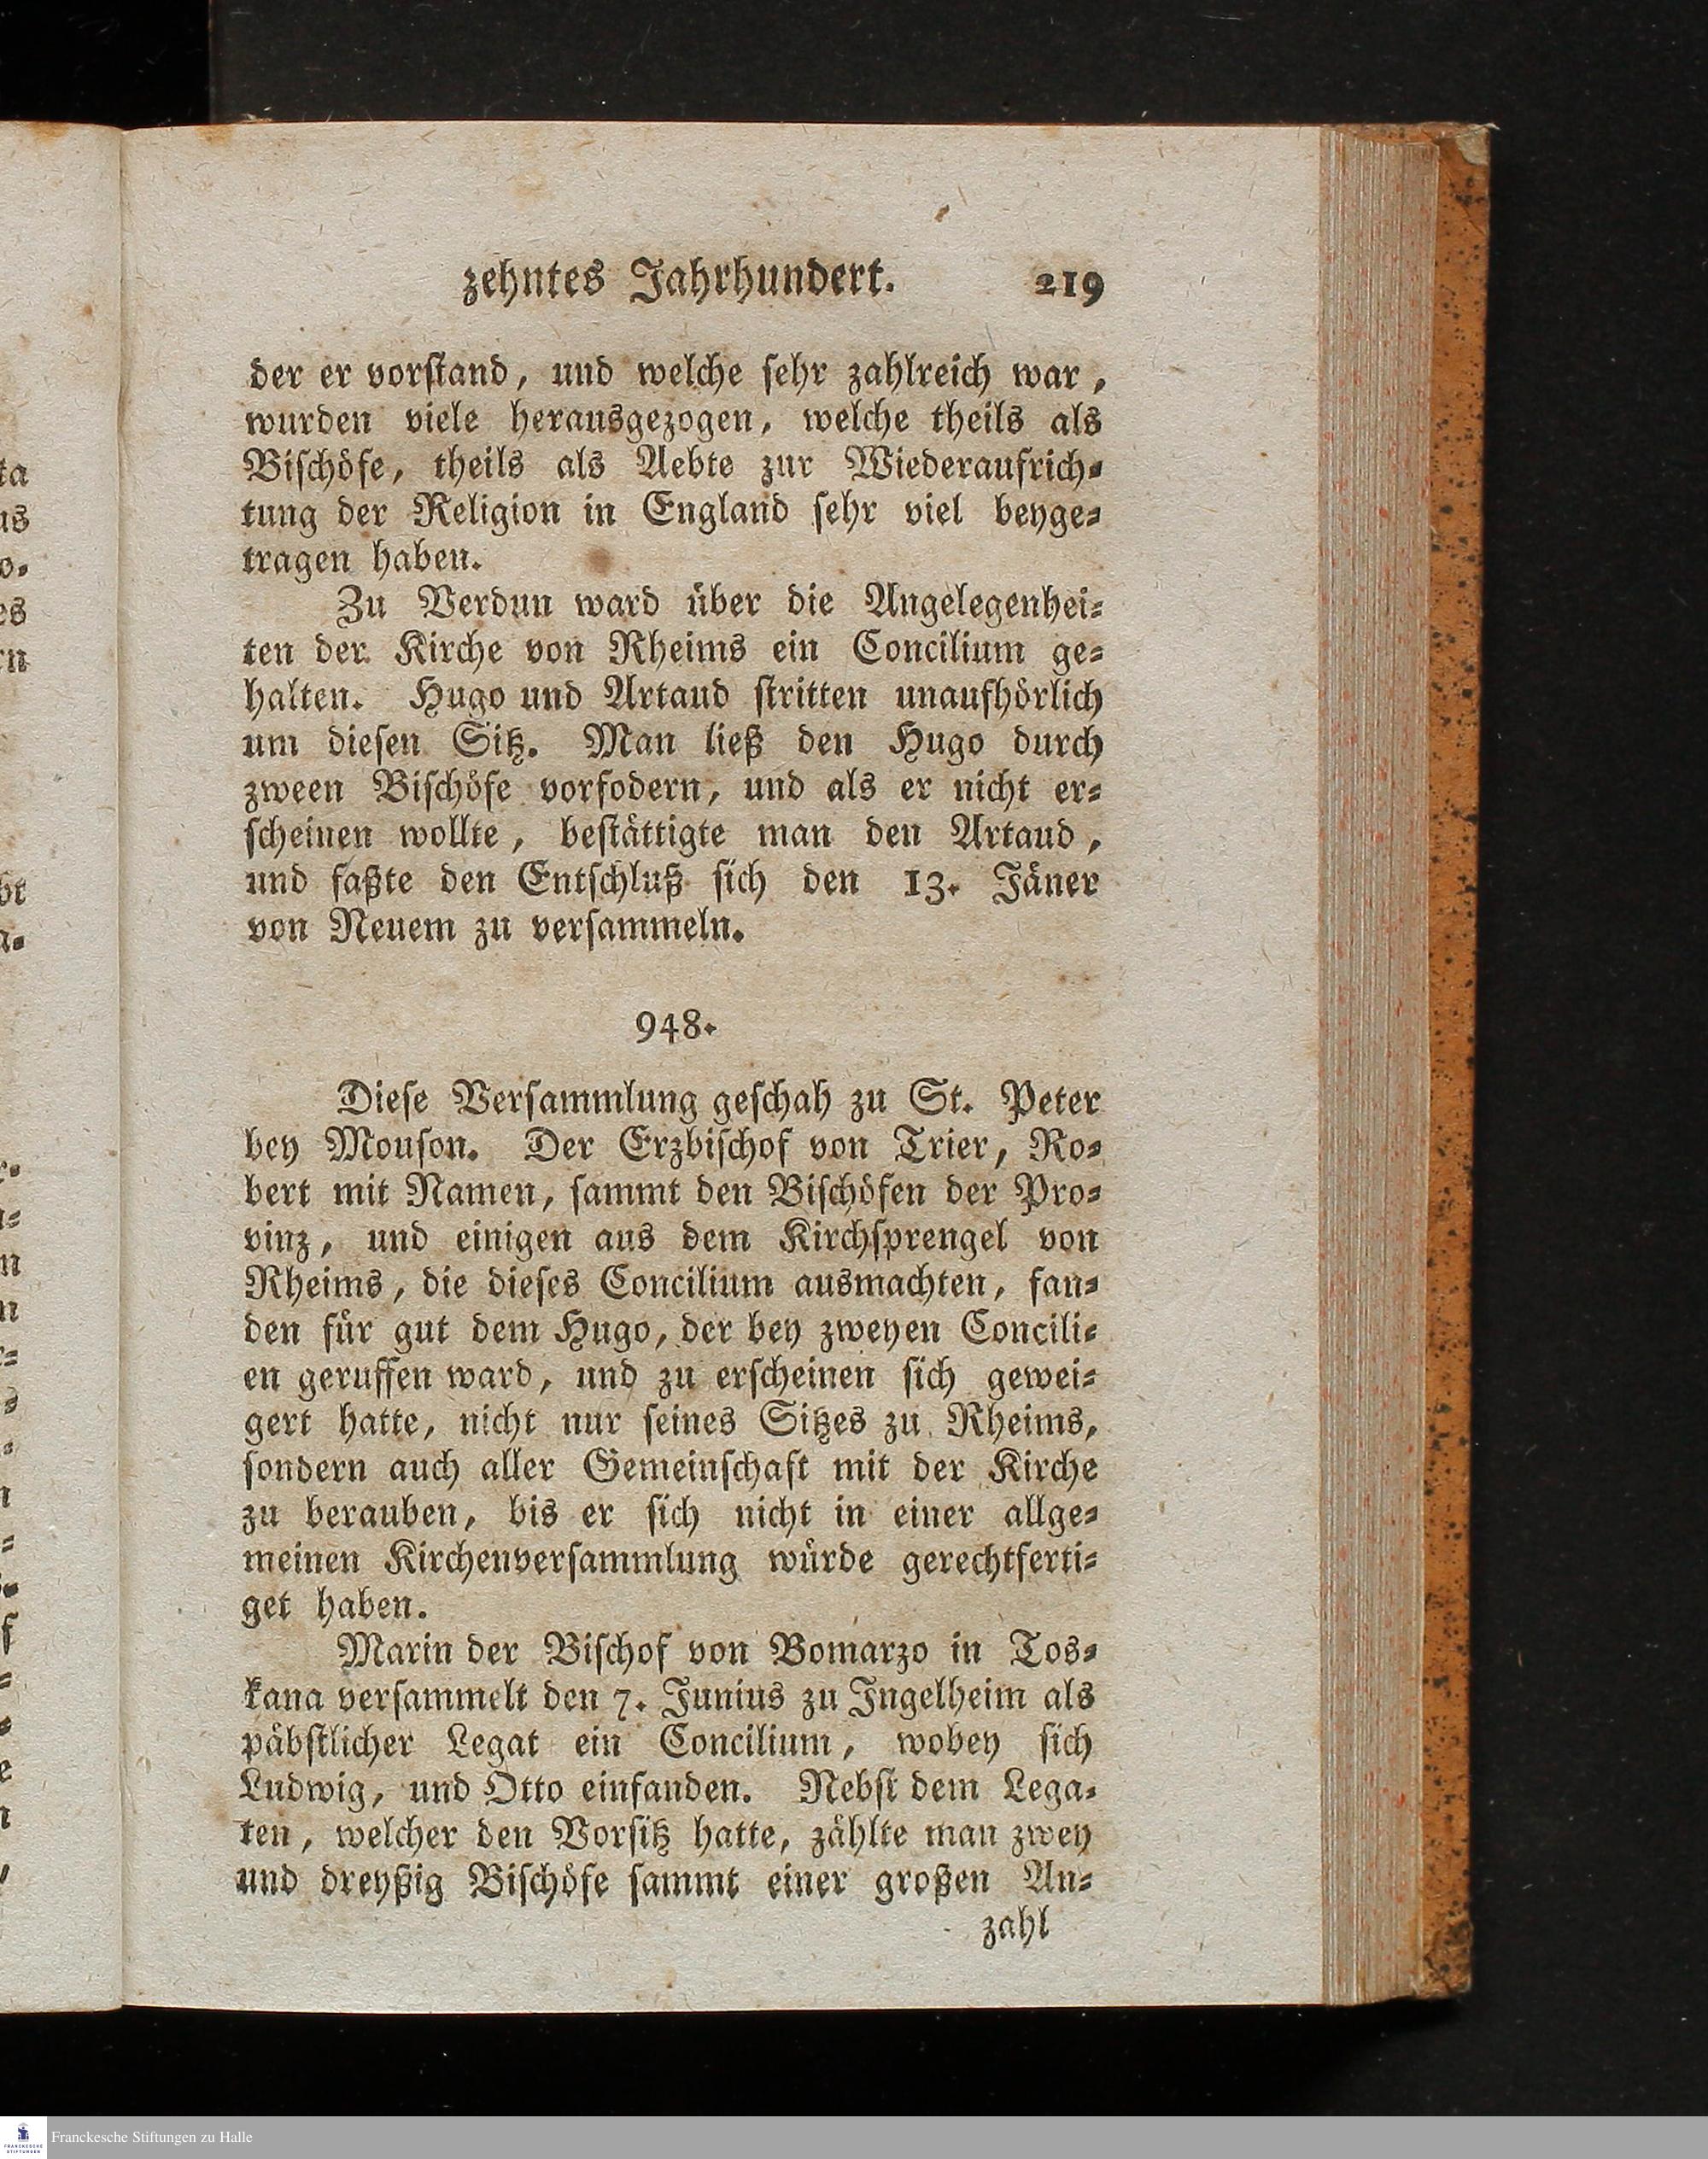 zehntes Jahrhundert. 219
der er vorſtand, und welche ſehr zahlreich war,
wurden viele herausgezogen, welche theils als
Biſchöfe, theils als Aebte zur Wiederaufrich⸗
tung der Religion in England ſehr viel beyge⸗
tragen haben.
Zu Verdun ward über die Angelegenhei⸗
ten der Kirche von Rheims ein Concilium ge⸗
halten. Hugo und Artaud ſtritten unaufhörlich
um dieſen Sitz. Man ließ den Hugo durch
zween Biſchöfe vorfodern, und als er nicht er⸗
ſcheinen wollte, beſtättigte man den Artaud,
und faßte den Entſchluß ſich den 13. Jäner
von Neuem zu verſammeln.
948.
Dieſe Verſammlung geſchah zu St. Peter
bey Mouſon. Der Erzbiſchof von Trier, Ro⸗
bert mit Namen, ſammt den Biſchöfen der Pro⸗
vinz, und einigen aus dem Kirchſprengel von
Rheims, die dieſes Concilium ausmachten, fan⸗
den für gut dem Hugo, der bey zweyen Concili⸗
en geruffen ward, und zu erſcheinen ſich gewei⸗
gert hatte, nicht nur ſeines Sitzes zu Rheims,
ſondern auch aller Gemeinſchaft mit der Kirche
zu berauben, bis er ſich nicht in einer allge⸗
meinen Kirchenverſammlung würde gerechtferti⸗
get haben.
Marin der Biſchof von Bomarzo in Tos⸗
kana verſammelt den 7. Junius zu Ingelheim als
päbſtlicher Legat ein Concilium, wobey ſich
Ludwig, und Otto einfanden. Nebſt dem Lega⸗
ten, welcher den Vorſitz hatte, zählte man zwey
und dreyßig Biſchöfe ſammt einer großen An⸗
zahl
Franckesche Stiftungen zu Halle